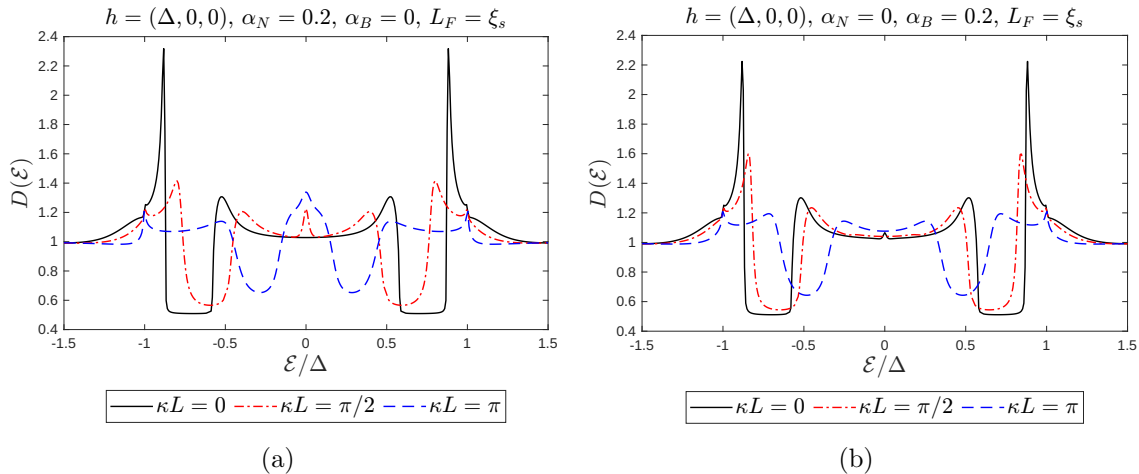 h = (Δ, 0, 0), α_N = 0.2, α_B = 0, L_F = ξ_s
2.4
2.2
2
1.8
1.6
1.4
1.2
1
0.8
0.6
0.4
D(ℰ)
-1.5 -1 -0.5 0 0.5 1 1.5
ℰ/Δ
κL = 0 κL = π/2 κL = π
(a)
h = (Δ, 0, 0), α_N = 0, α_B = 0.2, L_F = ξ_s
2.4
2.2
2
1.8
1.6
1.4
1.2
1
0.8
0.6
0.4
D(ℰ)
-1.5 -1 -0.5 0 0.5 1 1.5
ℰ/Δ
κL = 0 κL = π/2 κL = π
(b)